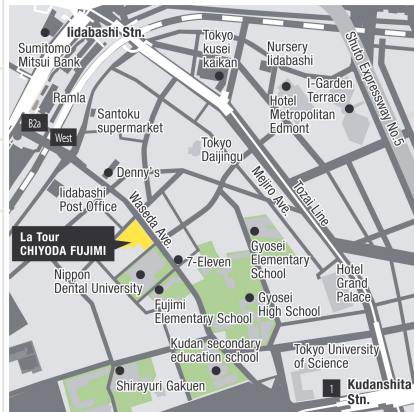 Iidabashi Stn.
Sumitomo
Mitsui Bank
Tokyo
kusei
kaikan
Nursery
Iidabashi
Shuto Expressway No.5
I-Garden
Terrace
Hotel
Metropolitan
Edmont
Ramla
B2a
West
Santoku
supermarket
Tokyo
Daijingu
Denny's
Iidabashi
Post Office
Waseda Ave.
Mejiro Ave.
Tozai Line
La Tour
CHIYODA FUJIMI
7-Eleven
Gyosei
Elementary
School
Nippon
Dental University
Hotel
Grand
Palace
Fujimi
Elementary School
Gyosei
High School
Kudan secondary
education school
Tokyo University
of Science
Shirayuri Gakuen
1
Kudanshita
Stn.